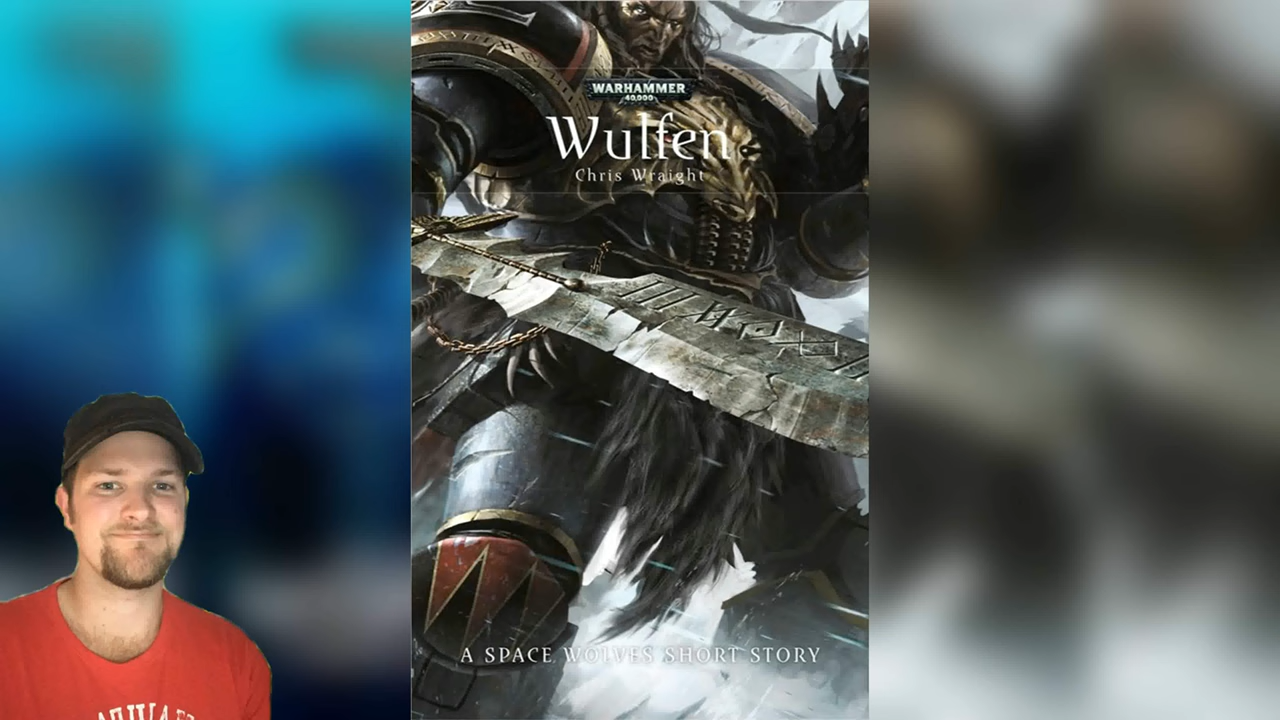 WARHAMMER
40,000
Wulfen
Chris Wraight
A SPACE WOLVES SHORT STORY